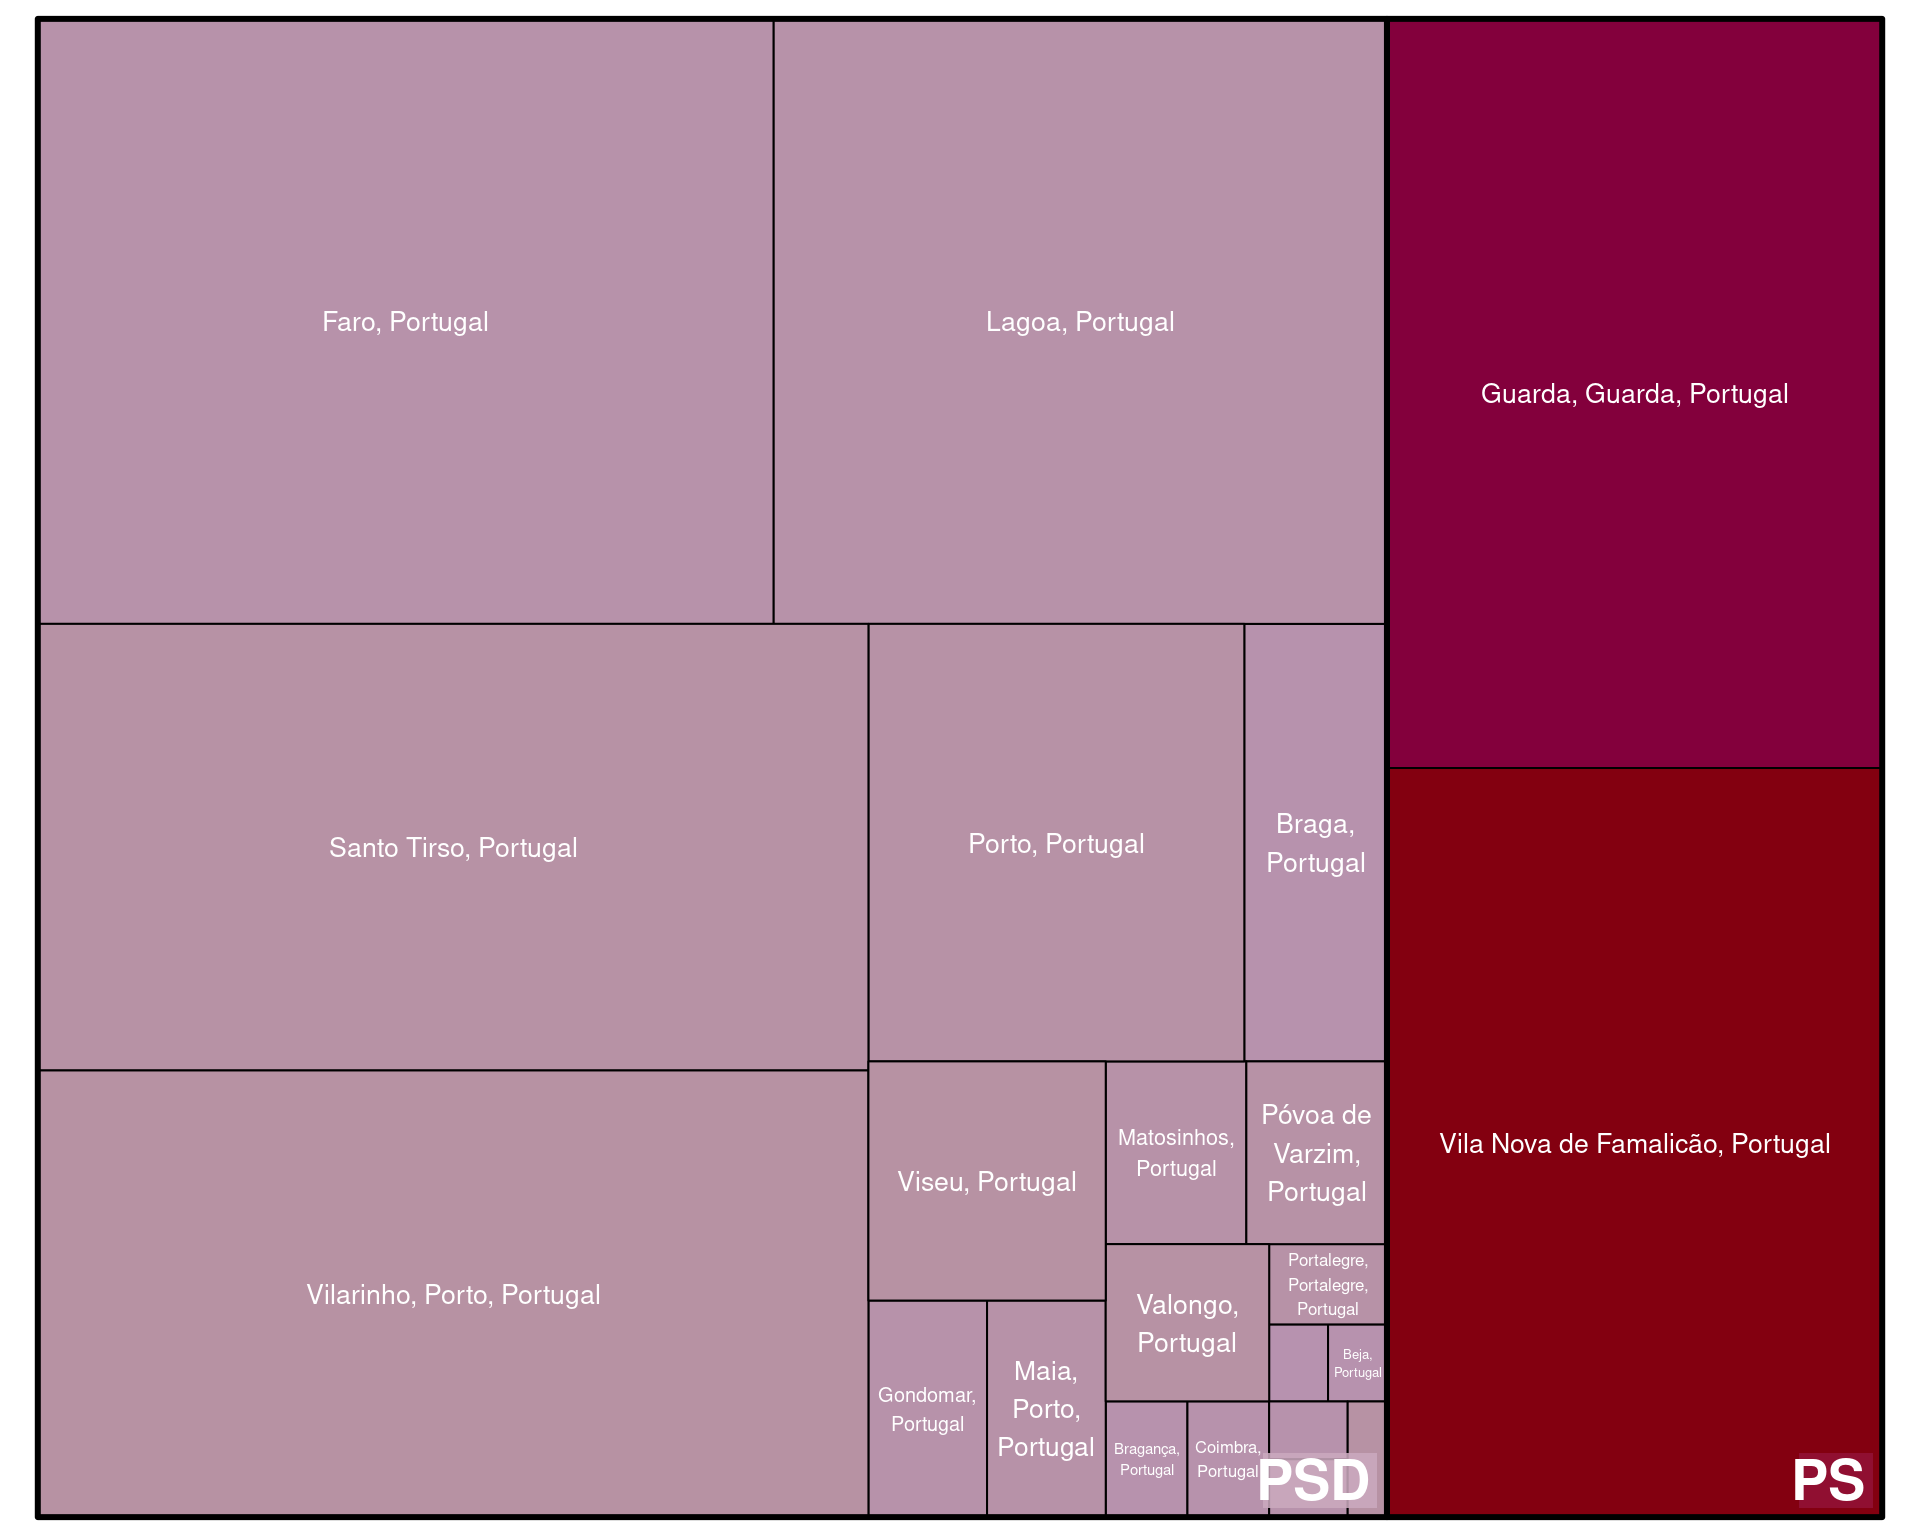 Faro, Portugal
Lagoa, Portugal
Guarda, Guarda, Portugal
Santo Tirso, Portugal
Porto, Portugal
Braga,
Portugal
Vila Nova de Famalicão, Portugal
Vilarinho, Porto, Portugal
Viseu, Portugal
Matosinhos,
Portugal
Póvoa de
Varzim,
Portugal
Valongo,
Portugal
Portalegre,
Portalegre,
Portugal
Beja,
Portugal
Gondomar,
Portugal
Maia,
Porto,
Portugal
Bragança,
Portugal
Coimbra,
Portugal
PSD
PS